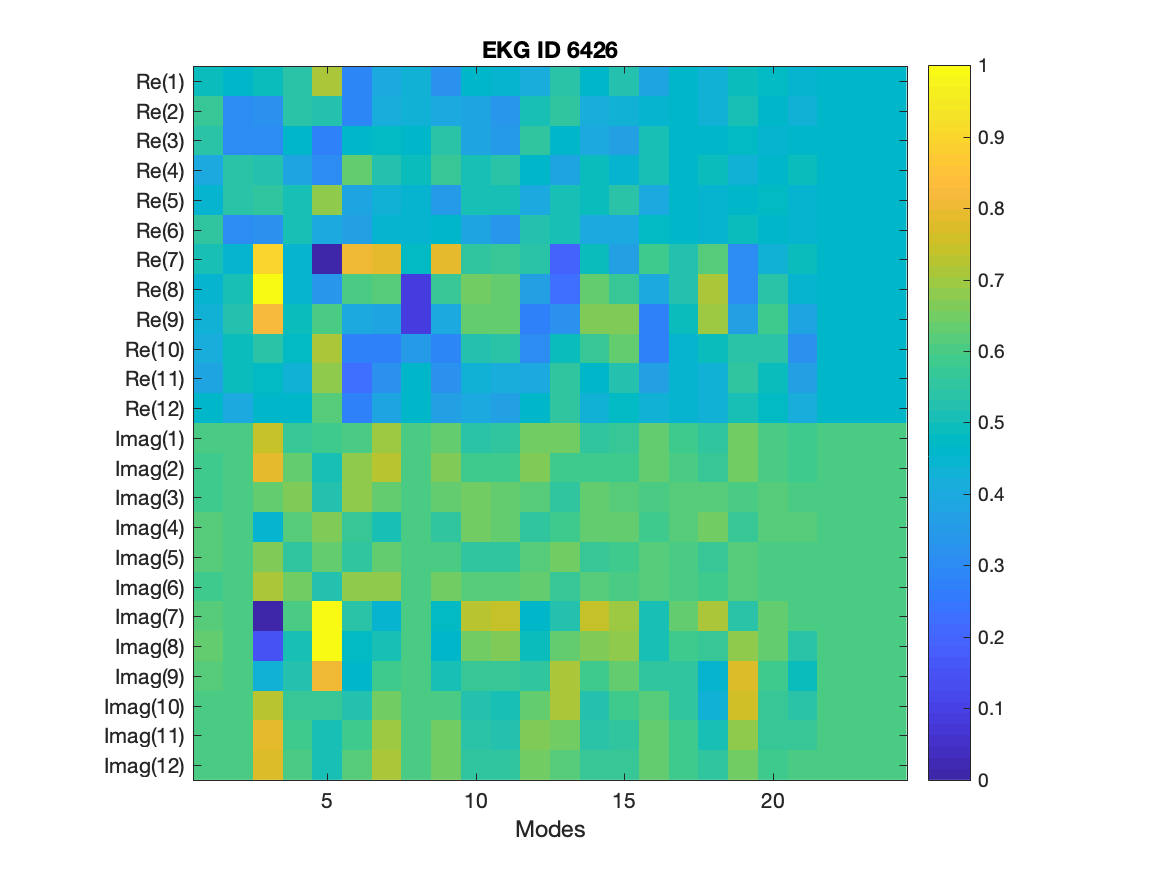 EKG ID 6426
Re(1)
Re(2)
Re(3)
Re(4)
Re(5)
Re(6)
Re(7)
Re(8)
Re(9)
Re(10)
Re(11)
Re(12)
Imag(1)
Imag(2)
Imag(3)
Imag(4)
Imag(5)
Imag(6)
Imag(7)
Imag(8)
Imag(9)
Imag(10)
Imag(11)
Imag(12)
5 10 15 20
Modes
1
0.9
0.8
0.7
0.6
0.5
0.4
0.3
0.2
0.1
0